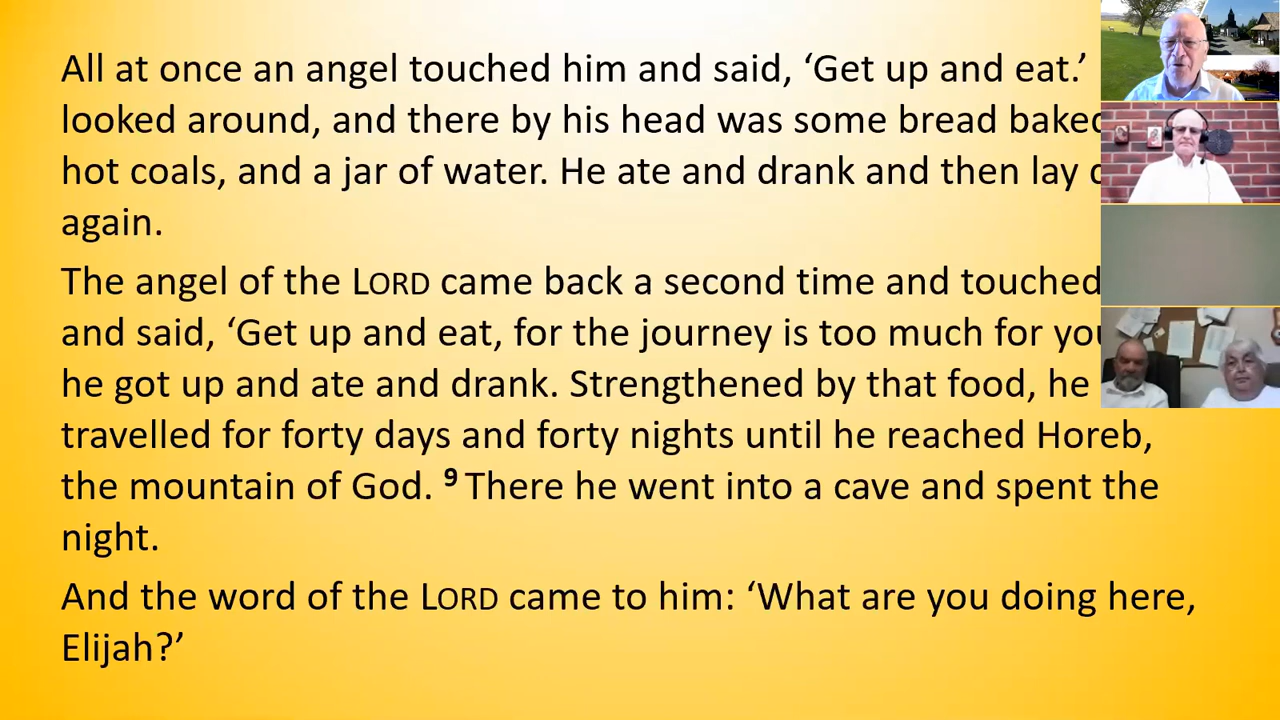 All at once an angel touched him and said, ‘Get up and eat.’
looked around, and there by his head was some bread baked
hot coals, and a jar of water. He ate and drank and then lay
again.
The angel of the LORD came back a second time and touched
and said, ‘Get up and eat, for the journey is too much for you
he got up and ate and drank. Strengthened by that food, he
travelled for forty days and forty nights until he reached Horeb,
the mountain of God. 9 There he went into a cave and spent the
night.
And the word of the LORD came to him: ‘What are you doing here,
Elijah?’